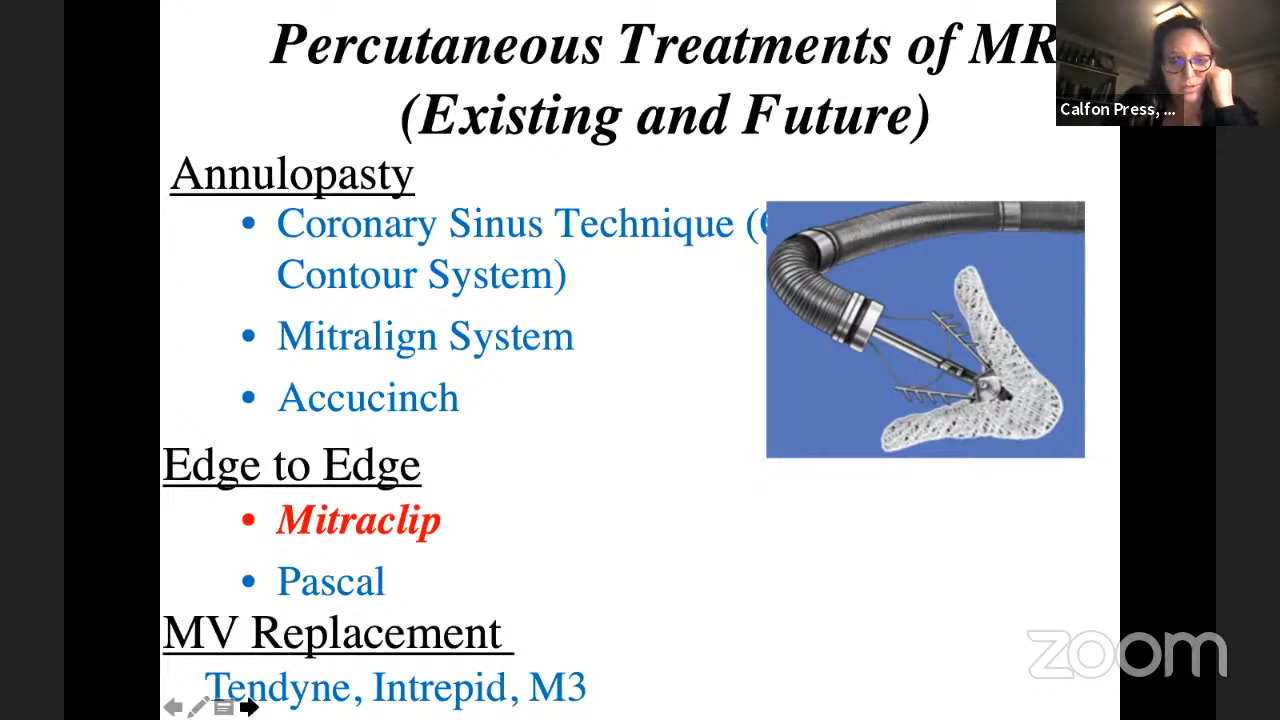 Percutaneous Treatments of MR
(Existing and Future)
Calfon Press, ...
Annulopasty
• Coronary Sinus Technique (
Contour System)
• Mitralign System
• Accucinch
Edge to Edge
• Mitraclip
• Pascal
MV Replacement
Tendyne, Intrepid, M3
zoom